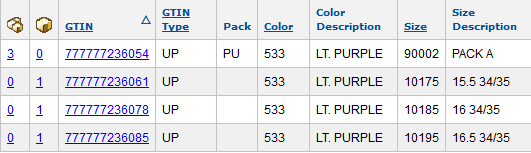 GTIN GTIN Type Pack Color Color Description Size Size Description
3 0 777777236054 UP PU 533 LT. PURPLE 90002 PACK A
0 1 777777236061 UP 533 LT. PURPLE 10175 15.5 34/35
0 1 777777236078 UP 533 LT. PURPLE 10185 16 34/35
0 1 777777236085 UP 533 LT. PURPLE 10195 16.5 34/35